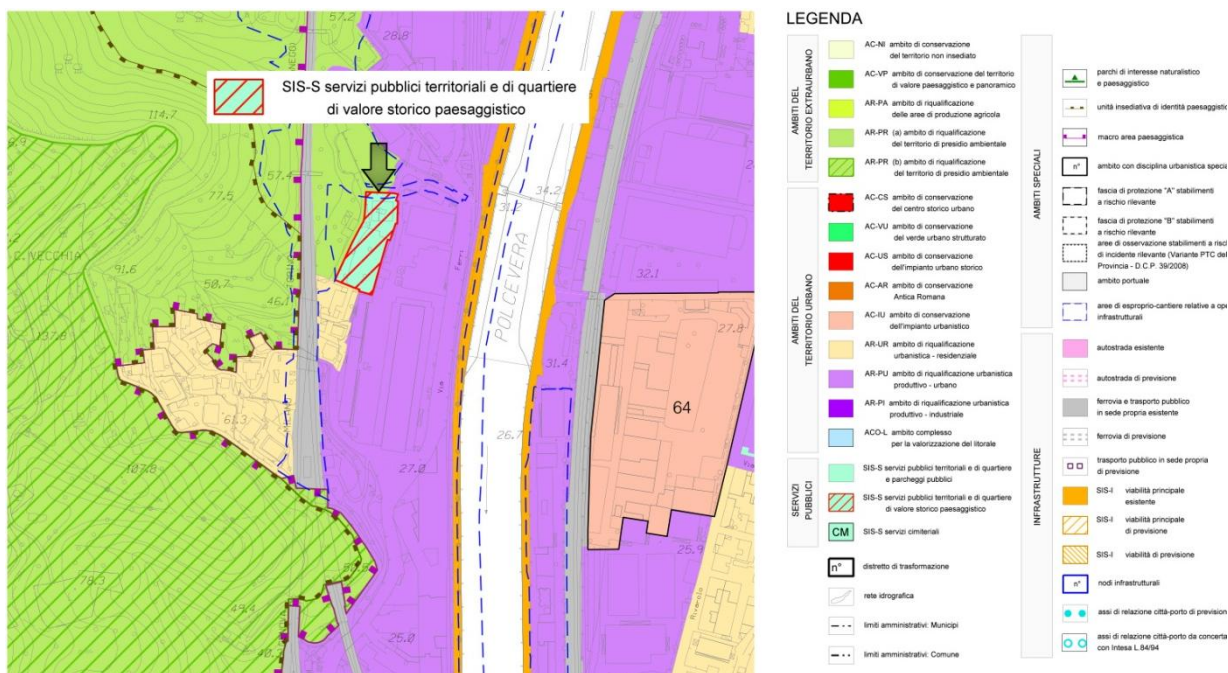 57.2
SIS-S servizi pubblici territoriali e di quartiere
di valore storico paesaggistico
114.7
57.4
77.5
34.2
31.2
POLCEVERA
91.6
50.7
32.1
46.1
31.4
27.8
64
61.3
26.7
107.8
27.0
25.9
78.3
49.4
25.0
LEGENDA
AMBITI DEL
TERRITORIO EXTRAURBANO
AC-NI ambito di conservazione
del territorio non insediato
AC-VP ambito di conservazione del territorio
di valore paesaggistico e panoramico
AR-PA ambito di riqualificazione
delle aree di produzione agricola
AR-PR (a) ambito di riqualificazione
del territorio di presidio ambientale
AR-PR (b) ambito di riqualificazione
del territorio di presidio ambientale
AMBITI DEL
TERRITORIO URBANO
AC-CS ambito di conservazione
del centro storico urbano
AC-VU ambito di conservazione
del verde urbano strutturato
AC-US ambito di conservazione
dell'impianto urbano storico
AC-AR ambito di conservazione
Antica Romana
AC-IU ambito di conservazione
dell'impianto urbanistico
AR-UR ambito di riqualificazione
urbanistica - residenziale
AR-PU ambito di riqualificazione urbanistica
produttivo - urbano
AR-PI ambito di riqualificazione urbanistica
produttivo - industriale
ACO-L ambito complesso
per la valorizzazione del litorale
SERVIZI
PUBBLICI
SIS-S servizi pubblici territoriali e di quartiere
e parcheggi pubblici
SIS-S servizi pubblici territoriali e di quartiere
di valore storico paesaggistico
CM SIS-S servizi cimiteriali
n° distretto di trasformazione
rete idrografica
limiti amministrativi: Municipi
limiti amministrativi: Comune
AMBITI SPECIALI
parchi di interesse naturalistico
e paesaggistico
unità insediativa di identità paesaggistic
macro area paesaggistica
n° ambito con disciplina urbanistica special
fascia di protezione "A" stabilimenti
a rischio rilevante
fascia di protezione "B" stabilimenti
a rischio rilevante
aree di osservazione stabilimenti a risch
di incidente rilevante (Variante PTC dell
Provincia - D.C.P. 39/2008)
ambito portuale
aree di esproprio-cantiere relative a oper
infrastrutturali
INFRASTRUTTURE
autostrada esistente
autostrada di previsione
ferrovia e trasporto pubblico
in sede propria esistente
ferrovia di previsione
trasporto pubblico in sede propria
di previsione
SIS-I viabilità principale
esistente
SIS-I viabilità principale
di previsione
SIS-I viabilità di previsione
n° nodi infrastrutturali
assi di relazione città-porto di prevision
assi di relazione città-porto da concerta
con Intesa L.84/94